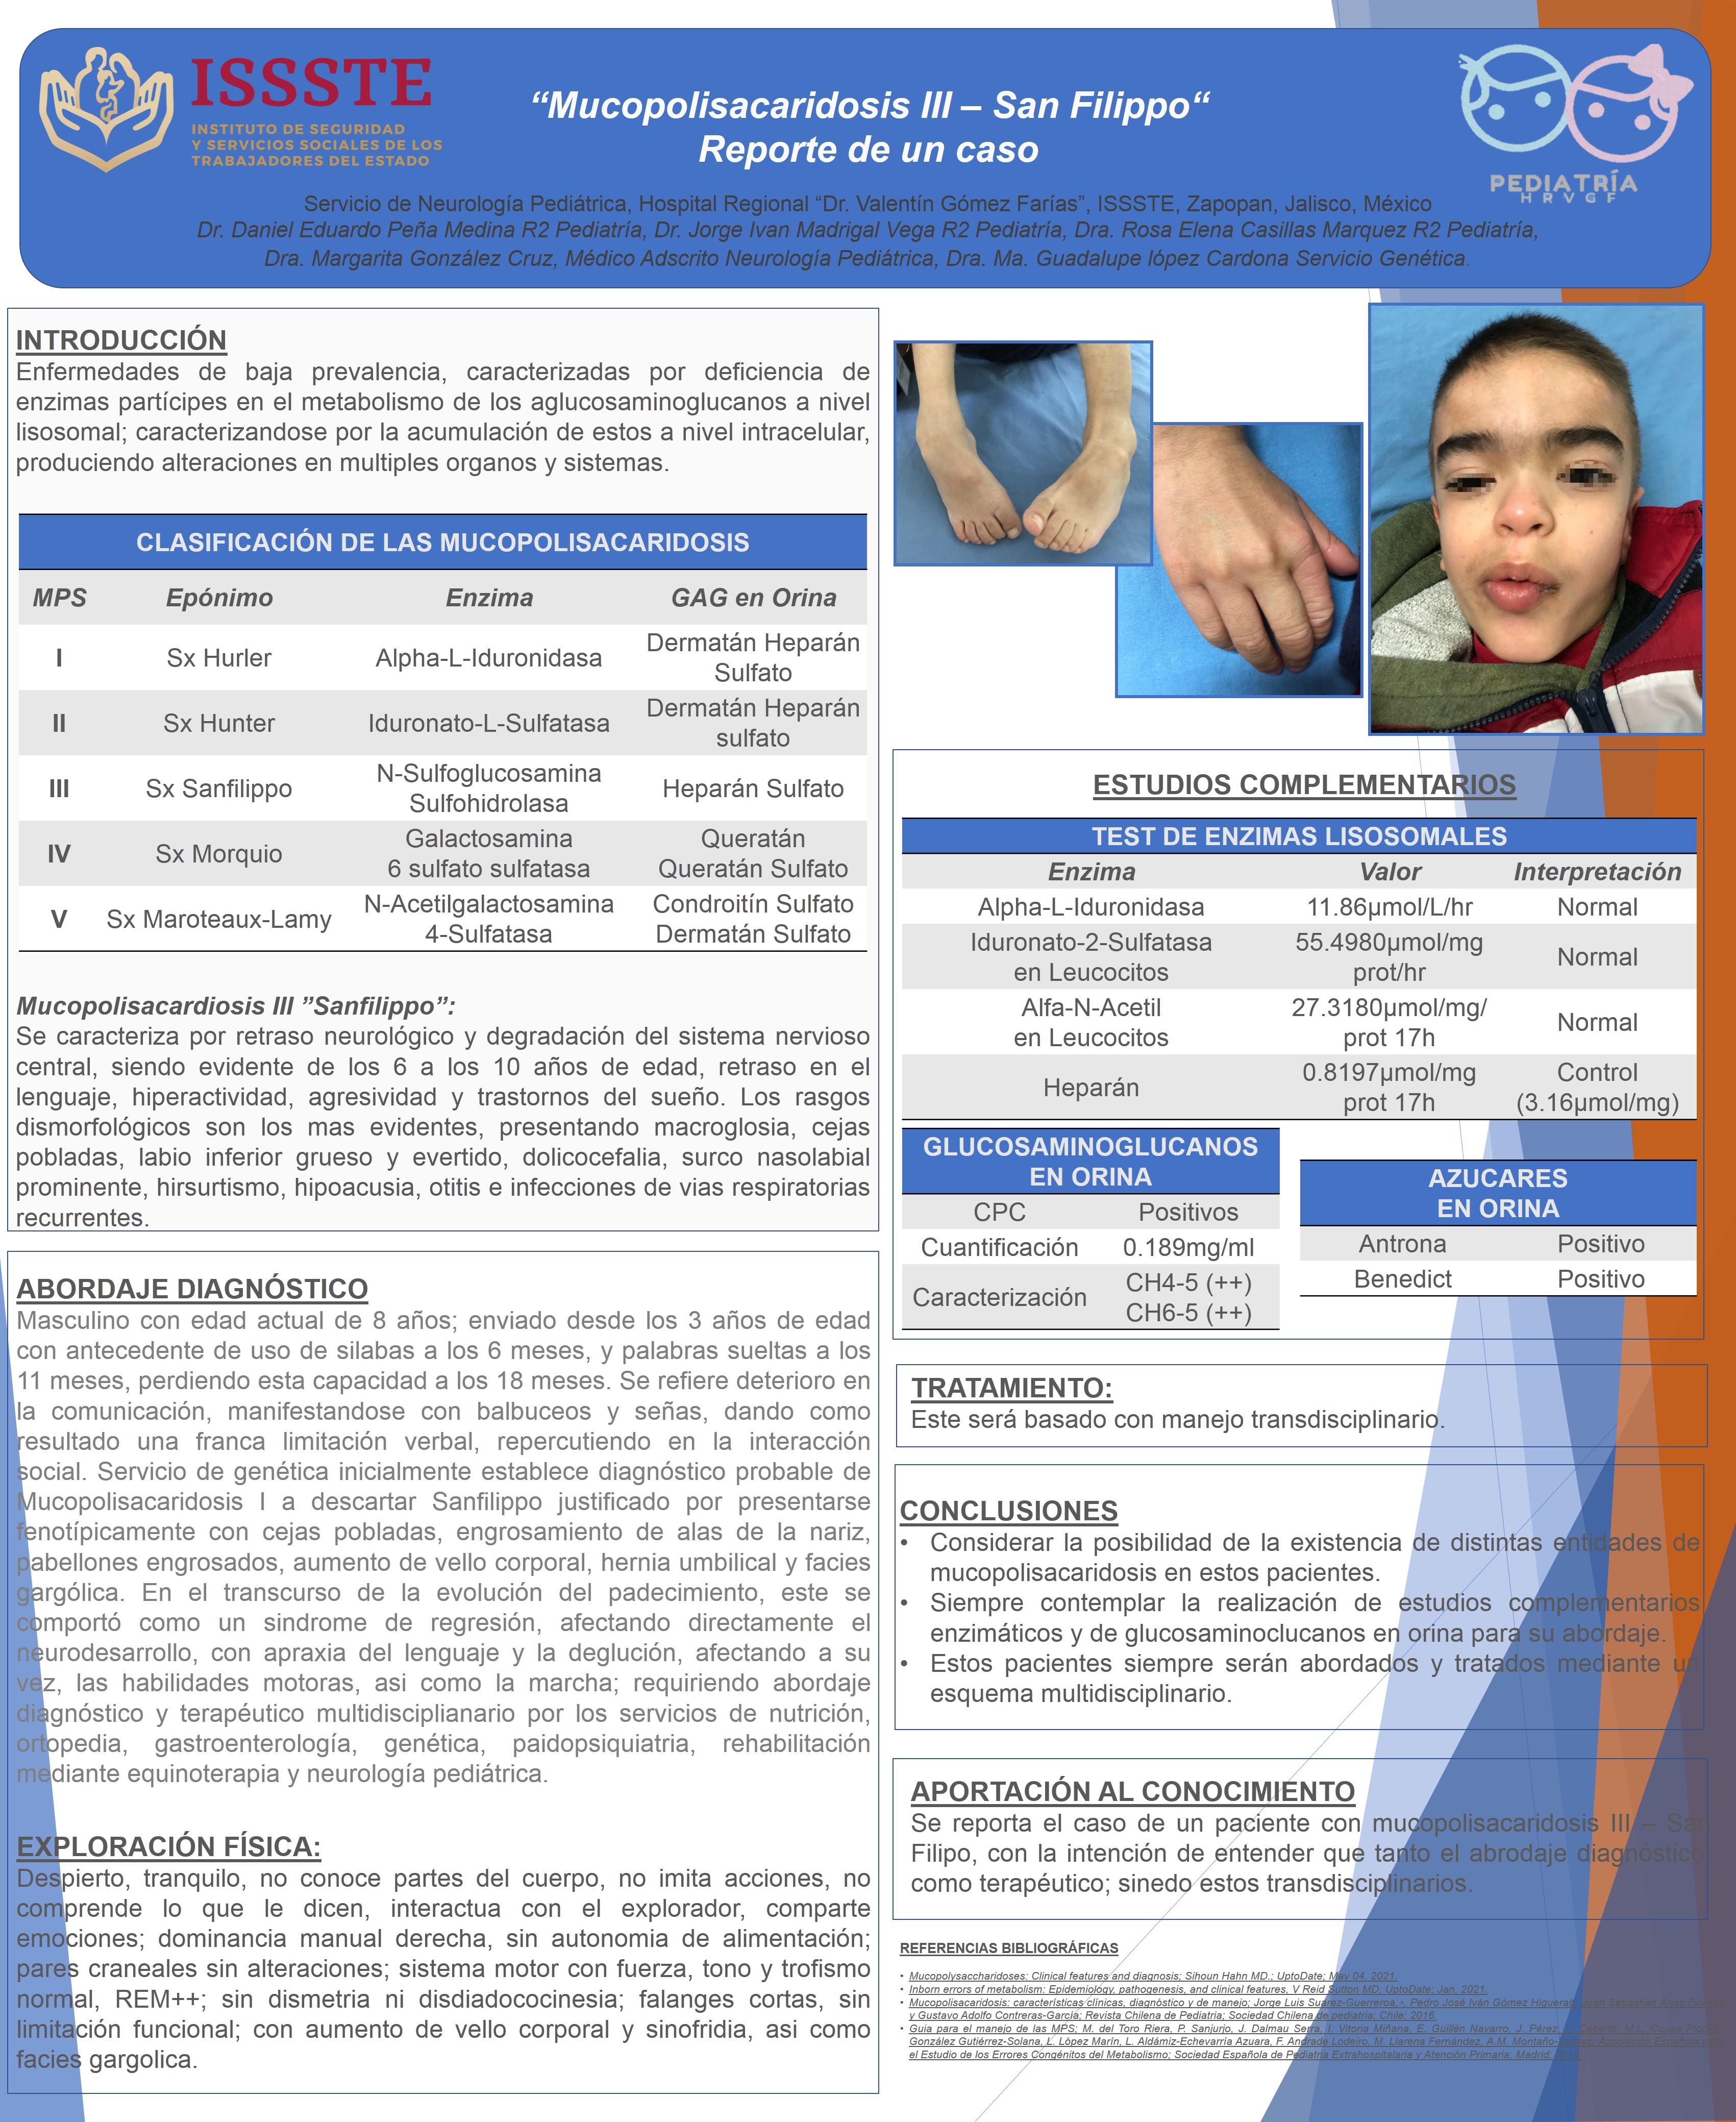 ISSSTE
INSTITUTO DE SEGURIDAD
Y SERVICIOS SOCIALES DE LOS
TRABAJADORES DEL ESTADO
“Mucopolisacaridosis III – San Filippo“
Reporte de un caso
PEDIATRÍA
HRVGF
Servicio de Neurología Pediátrica, Hospital Regional “Dr. Valentín Gómez Farías”, ISSSTE, Zapopan, Jalisco, México
Dr. Daniel Eduardo Peña Medina R2 Pediatría, Dr. Jorge Ivan Madrigal Vega R2 Pediatría, Dra. Rosa Elena Casillas Marquez R2 Pediatría,
Dra. Margarita González Cruz, Médico Adscrito Neurología Pediátrica, Dra. Ma. Guadalupe lópez Cardona Servicio Genética.
INTRODUCCIÓN
Enfermedades de baja prevalencia, caracterizadas por deficiencia de
enzimas partícipes en el metabolismo de los aglucosaminoglucanos a nivel
lisosomal; caracterizandose por la acumulación de estos a nivel intracelular,
produciendo alteraciones en multiples organos y sistemas.
CLASIFICACIÓN DE LAS MUCOPOLISACARIDOSIS
MPS Epónimo Enzima GAG en Orina
I Sx Hurler Alpha-L-Iduronidasa Dermatán Heparán
Sulfato
II Sx Hunter Iduronato-L-Sulfatasa Dermatán Heparán
sulfato
III Sx Sanfilippo N-Sulfoglucosamina
Sulfohidrolasa Heparán Sulfato
IV Sx Morquio Galactosamina
6 sulfato sulfatasa Queratán
Queratán Sulfato
V Sx Maroteaux-Lamy N-Acetilgalactosamina
4-Sulfatasa Condroitín Sulfato
Dermatán Sulfato
Mucopolisacardiosis III ”Sanfilippo”:
Se caracteriza por retraso neurológico y degradación del sistema nervioso
central, siendo evidente de los 6 a los 10 años de edad, retraso en el
lenguaje, hiperactividad, agresividad y trastornos del sueño. Los rasgos
dismorfológicos son los mas evidentes, presentando macroglosia, cejas
pobladas, labio inferior grueso y evertido, dolicocefalia, surco nasolabial
prominente, hirsurtismo, hipoacusia, otitis e infecciones de vias respiratorias
recurrentes.
ABORDAJE DIAGNÓSTICO
Masculino con edad actual de 8 años; enviado desde los 3 años de edad
con antecedente de uso de silabas a los 6 meses, y palabras sueltas a los
11 meses, perdiendo esta capacidad a los 18 meses. Se refiere deterioro en
la comunicación, manifestandose con balbuceos y señas, dando como
resultado una franca limitación verbal, repercutiendo en la interacción
social. Servicio de genética inicialmente establece diagnóstico probable de
Mucopolisacaridosis I a descartar Sanfilippo justificado por presentarse
fenotípicamente con cejas pobladas, engrosamiento de alas de la nariz,
pabellones engrosados, aumento de vello corporal, hernia umbilical y facies
gargólica. En el transcurso de la evolución del padecimiento, este se
comportó como un sindrome de regresión, afectando directamente el
neurodesarrollo, con apraxia del lenguaje y la deglución, afectando a su
vez, las habilidades motoras, asi como la marcha; requiriendo abordaje
diagnóstico y terapéutico multidisciplianario por los servicios de nutrición,
ortopedia, gastroenterología, genética, paidopsiquiatria, rehabilitación
mediante equinoterapia y neurología pediátrica.
EXPLORACIÓN FÍSICA:
Despierto, tranquilo, no conoce partes del cuerpo, no imita acciones, no
comprende lo que le dicen, interactua con el explorador, comparte
emociones; dominancia manual derecha, sin autonomia de alimentación;
pares craneales sin alteraciones; sistema motor con fuerza, tono y trofismo
normal, REM++; sin dismetria ni disdiadococinesia; falanges cortas, sin
limitación funcional; con aumento de vello corporal y sinofridia, asi como
facies gargolica.
ESTUDIOS COMPLEMENTARIOS
TEST DE ENZIMAS LISOSOMALES
Enzima Valor Interpretación
Alpha-L-Iduronidasa 11.86µmol/L/hr Normal
Iduronato-2-Sulfatasa
en Leucocitos 55.4980µmol/mg
prot/hr Normal
Alfa-N-Acetil
en Leucocitos 27.3180µmol/mg/
prot 17h Normal
Heparán 0.8197µmol/mg
prot 17h Control
(3.16µmol/mg)
GLUCOSAMINOGLUCANOS
EN ORINA
CPC Positivos
Cuantificación 0.189mg/ml
Caracterización CH4-5 (++)
CH6-5 (++)
AZUCARES
EN ORINA
Antrona Positivo
Benedict Positivo
TRATAMIENTO:
Este será basado con manejo transdisciplinario.
CONCLUSIONES
• Considerar la posibilidad de la existencia de distintas entidades de
mucopolisacaridosis en estos pacientes.
• Siempre contemplar la realización de estudios complementarios
enzimáticos y de glucosaminoclucanos en orina para su abordaje.
• Estos pacientes siempre serán abordados y tratados mediante un
esquema multidisciplinario.
APORTACIÓN AL CONOCIMIENTO
Se reporta el caso de un paciente con mucopolisacaridosis III – San
Filipo, con la intención de entender que tanto el abrodaje diagnóstico
como terapéutico; sinedo estos transdisciplinarios.
REFERENCIAS BIBLIOGRÁFICAS
• Mucopolysaccharidoses: Clinical features and diagnosis; Sihoun Hahn MD.; UptoDate; May 04, 2021.
• Inborn errors of metabolism: Epidemiology, pathogenesis, and clinical features, V Reid Sutton MD; UptoDate; Jan, 2021.
• Mucopolisacaridosis: características clínicas, diagnóstico y de manejo; Jorge Luis Suárez-Guerreroa,*, Pedro José Iván Gómez Higuerab,
y Gustavo Adolfo Contreras-García; Revista Chilena de Pediatria; Sociedad Chilena de pediatria; Chile; 2016.
• Guia para el manejo de las MPS; M. del Toro Riera, P. Sanjurjo, J. Dalmau Serra, I. Vitoria Miñana, E. Guillén Navarro, J. Pérez
González Gutiérrez-Solana, L. López Marín, L. Aldámiz-Echevarría Azuara, F. Andrade Lodeiro, M. Llarena Fernández, A.M.
el Estudio de los Errores Congénitos del Metabolismo; Sociedad Española de Pediatría Extrahospitalaria y Atención Primaria; Madrid;